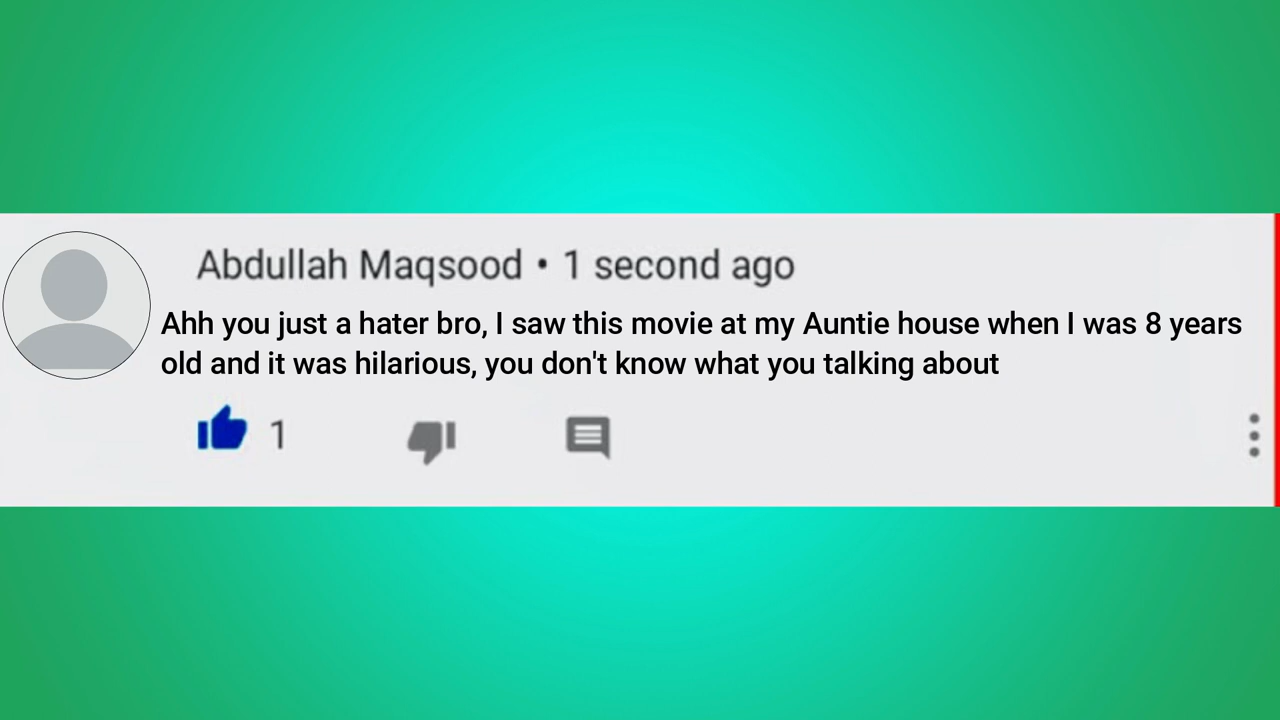 Abdullah Maqsood • 1 second ago
Ahh you just a hater bro, I saw this movie at my Auntie house when I was 8 years
old and it was hilarious, you don't know what you talking about
1